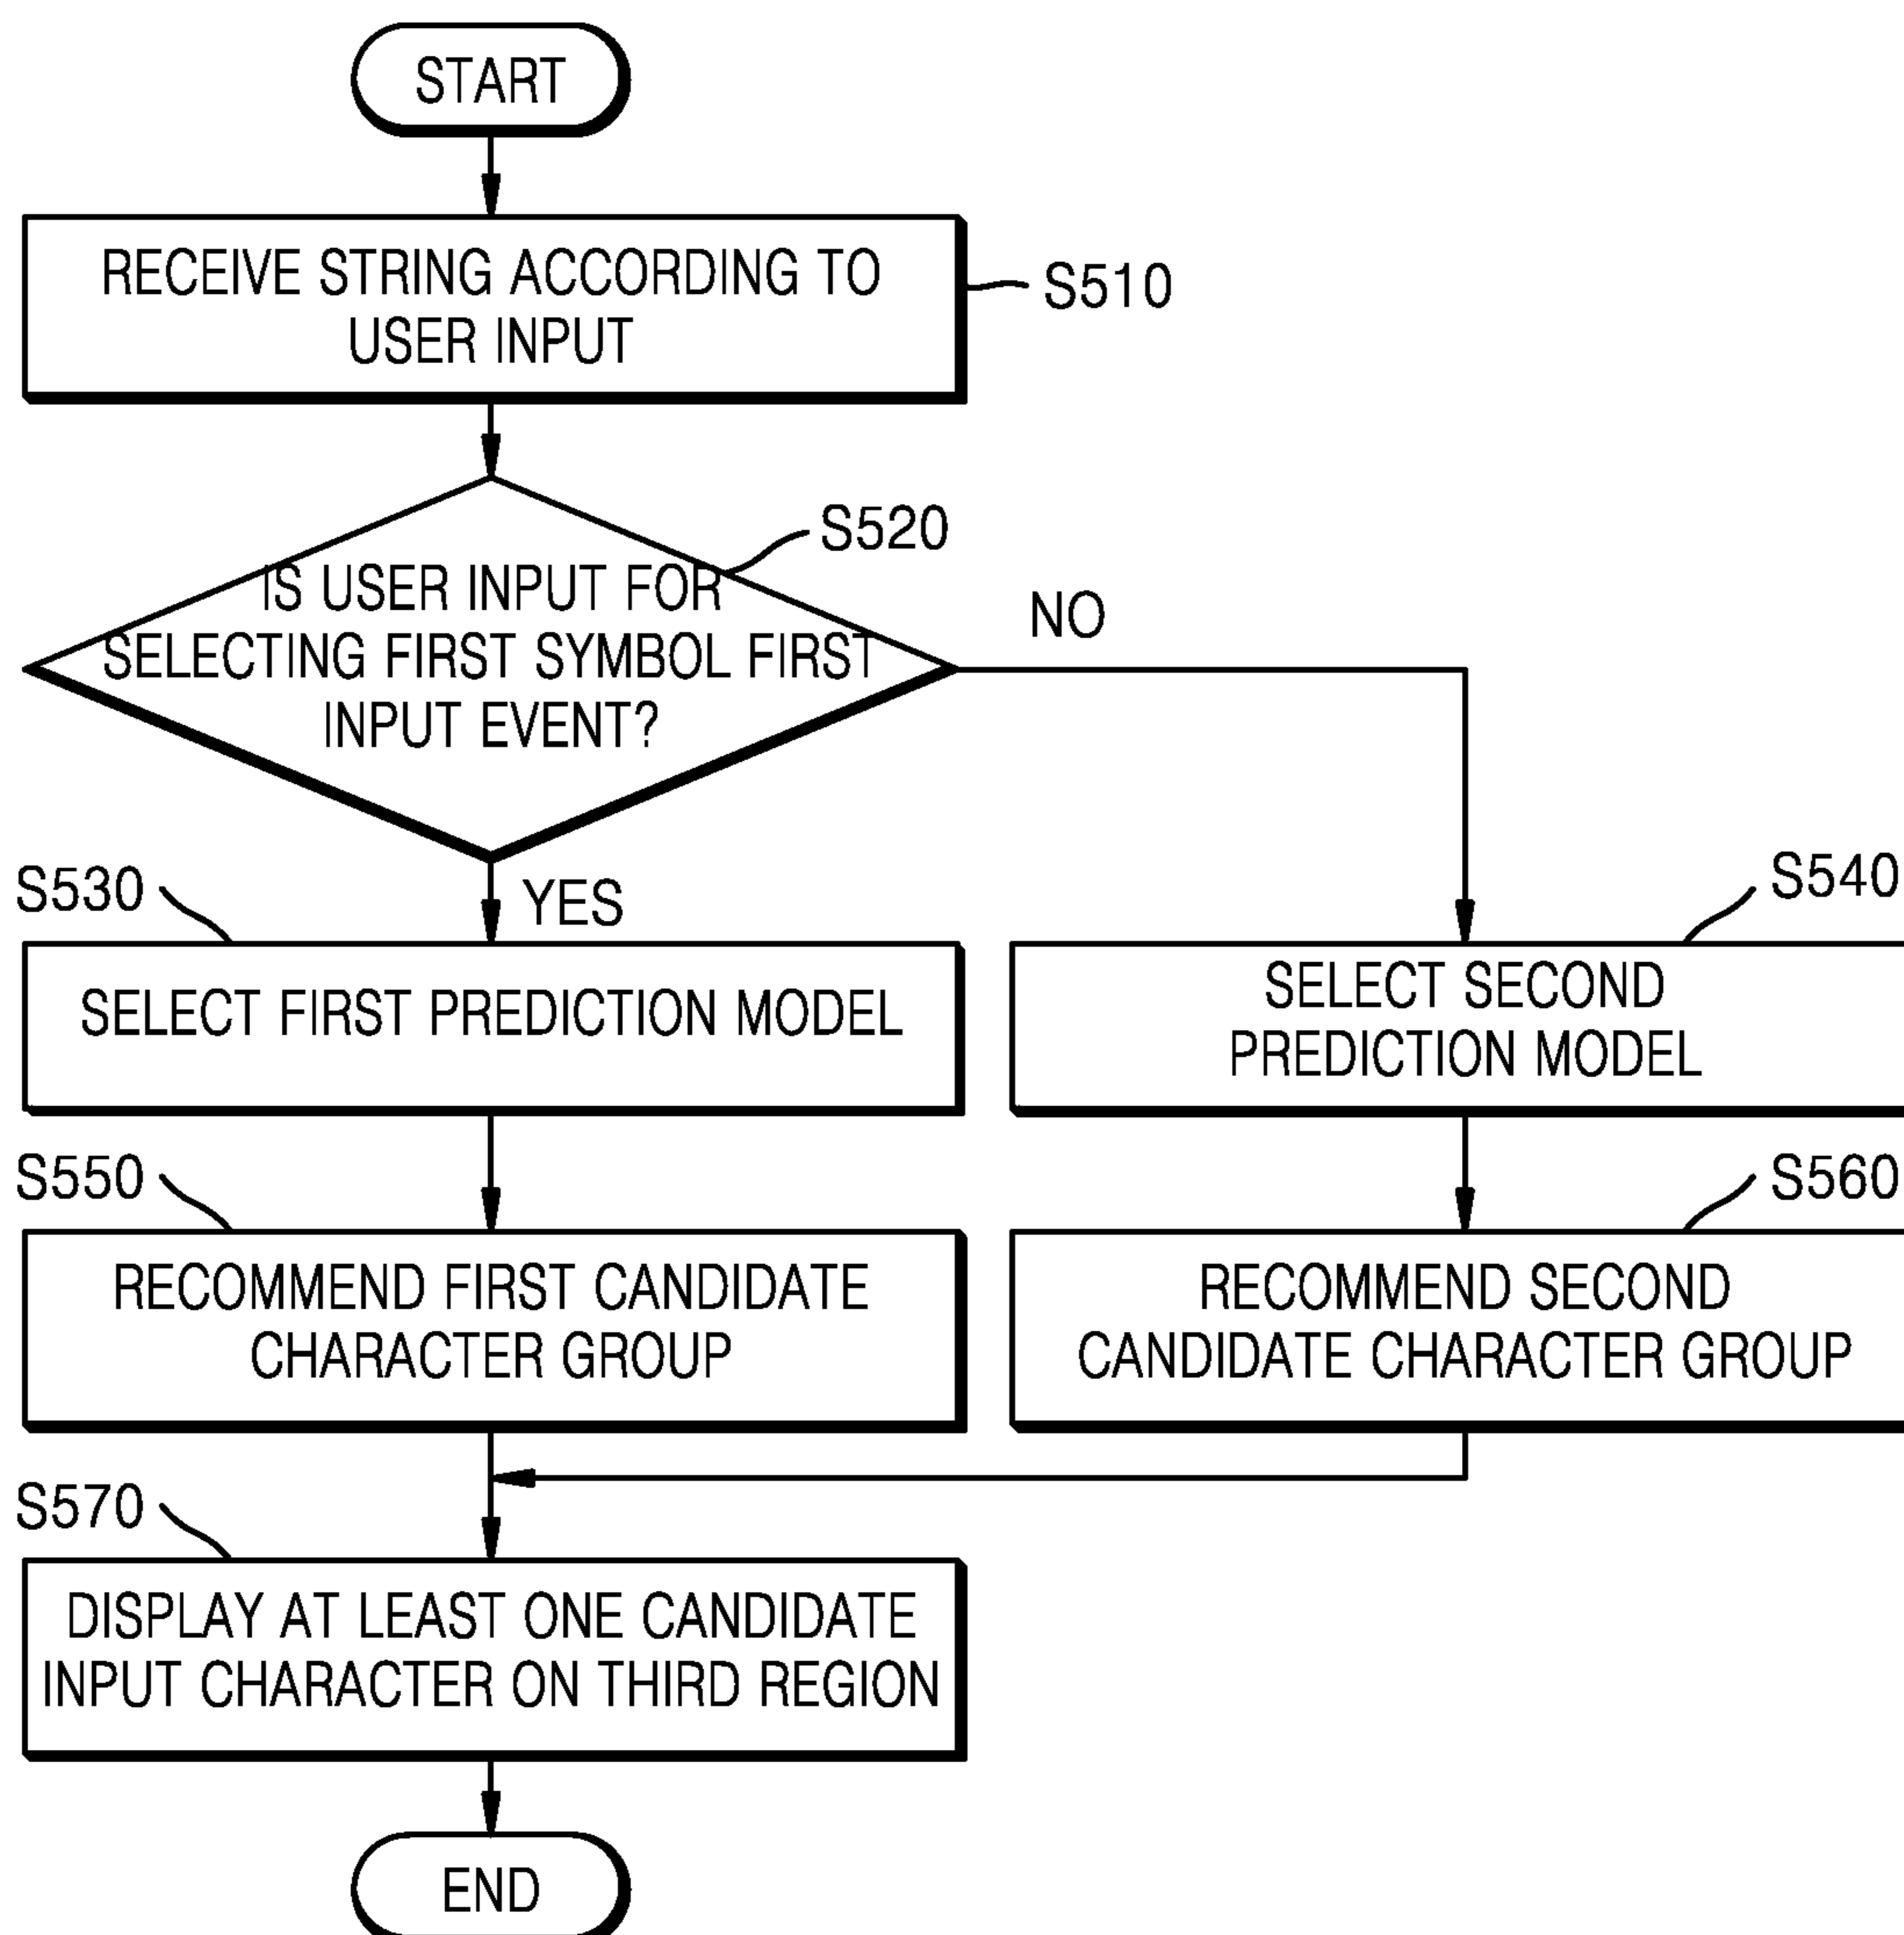 START
RECEIVE STRING ACCORDING TO
USER INPUT
S510
S520
IS USER INPUT FOR
SELECTING FIRST SYMBOL FIRST
INPUT EVENT?
NO
YES
S530
SELECT FIRST PREDICTION MODEL
S540
SELECT SECOND
PREDICTION MODEL
S550
RECOMMEND FIRST CANDIDATE
CHARACTER GROUP
S560
RECOMMEND SECOND
CANDIDATE CHARACTER GROUP
S570
DISPLAY AT LEAST ONE CANDIDATE
INPUT CHARACTER ON THIRD REGION
END